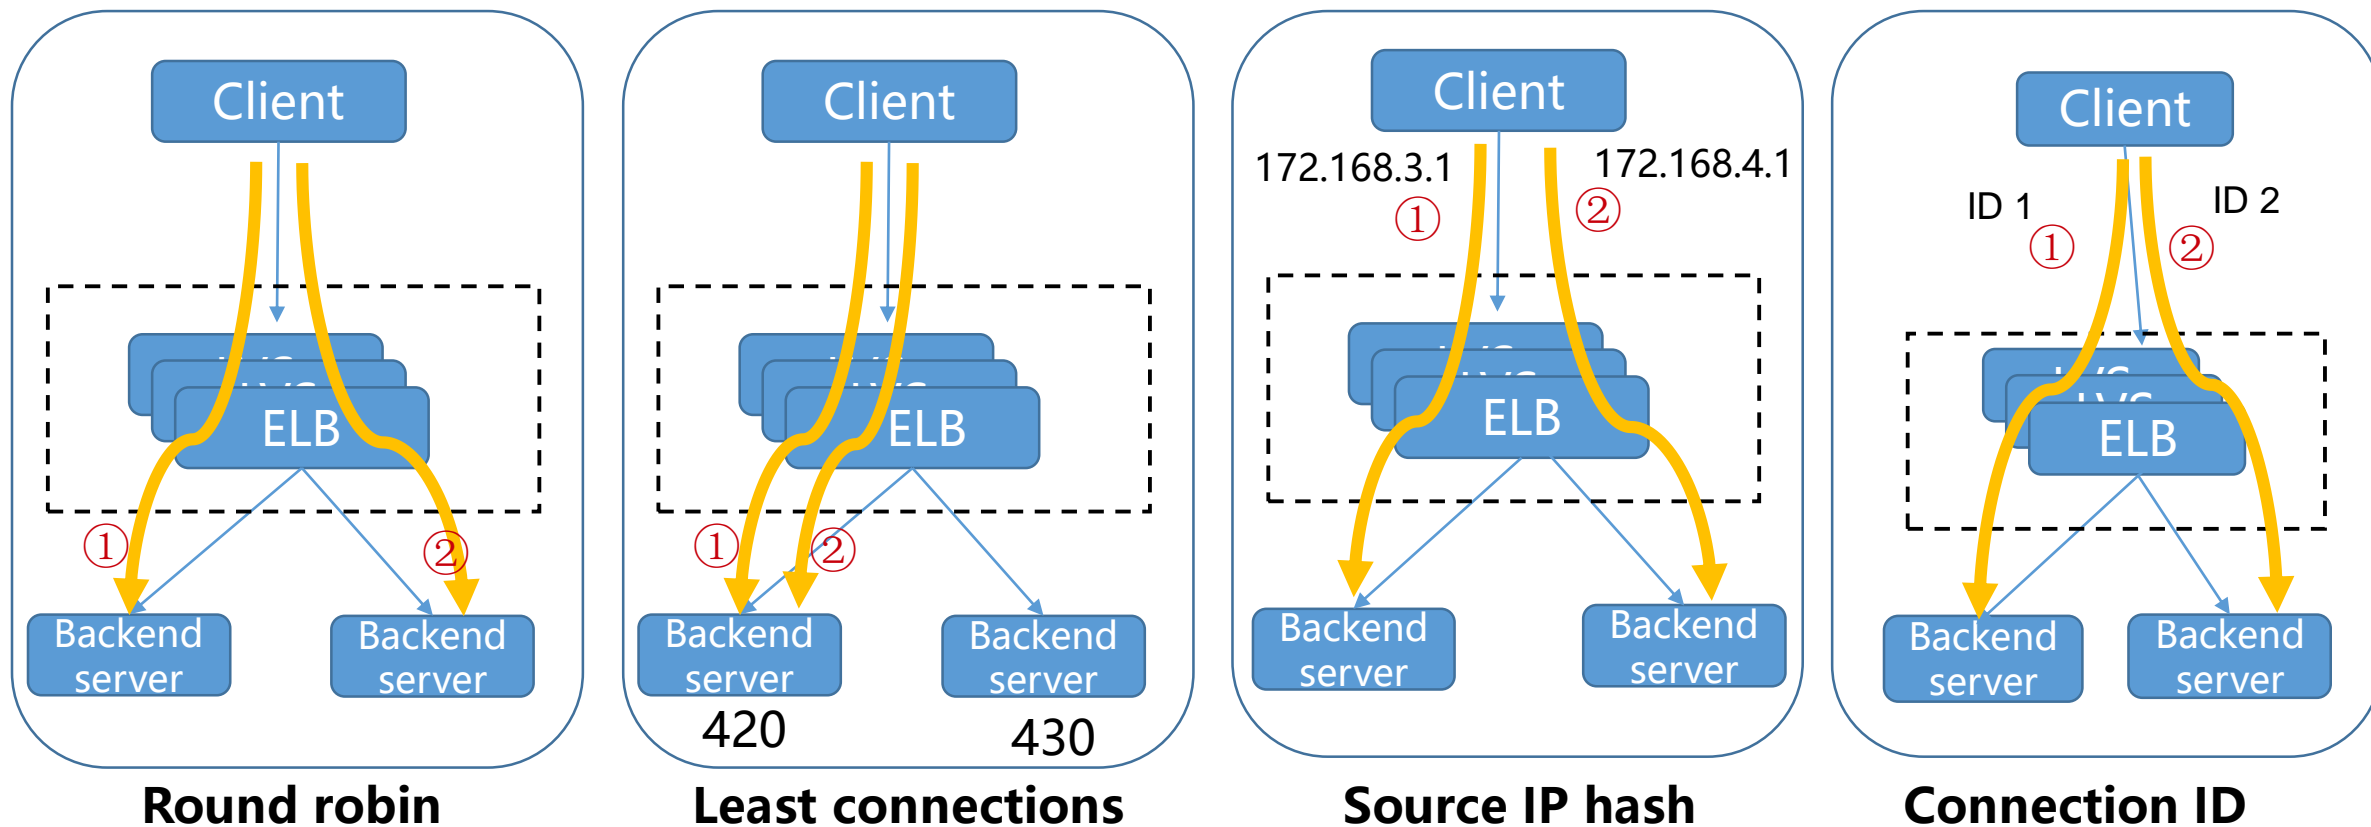 Client
ELB
①
②
Backend
server
Backend
server
Round robin
Client
ELB
①
②
Backend
server
Backend
server
420
430
Least connections
Client
172.168.3.1
172.168.4.1
①
②
ELB
Backend
server
Backend
server
Source IP hash
Client
ID 1
ID 2
①
②
ELB
Backend
server
Backend
server
Connection ID